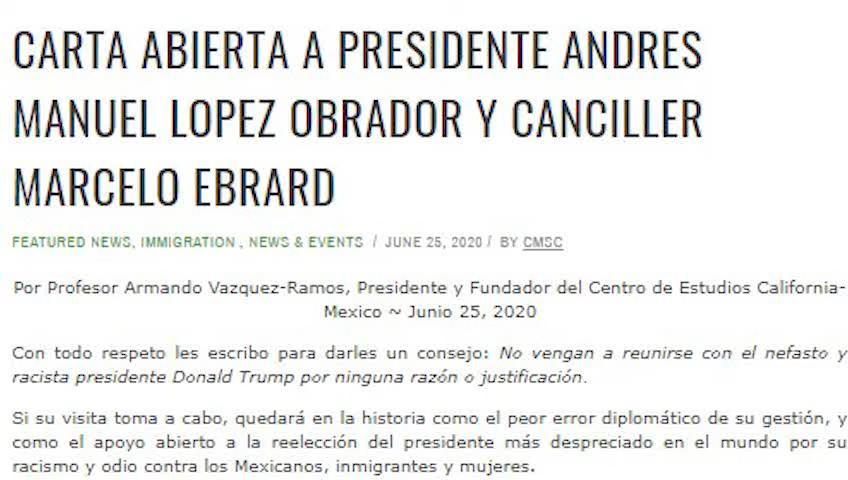 CARTA ABIERTA A PRESIDENTE ANDRES
MANUEL LOPEZ OBRADOR Y CANCILLER
MARCELO EBRARD
FEATURED NEWS, IMMIGRATION , NEWS & EVENTS / JUNE 25, 2020 / BY CMSC
Por Profesor Armando Vazquez-Ramos, Presidente y Fundador del Centro de Estudios California-
Mexico ~ Junio 25, 2020
Con todo respeto les escribo para darles un consejo: No vengan a reunirse con el nefasto y
racista presidente Donald Trump por ninguna razón o justificación.
Si su visita toma a cabo, quedará en la historia como el peor error diplomático de su gestión, y
como el apoyo abierto a la reelección del presidente más despreciado en el mundo por su
racismo y odio contra los Mexicanos, inmigrantes y mujeres.